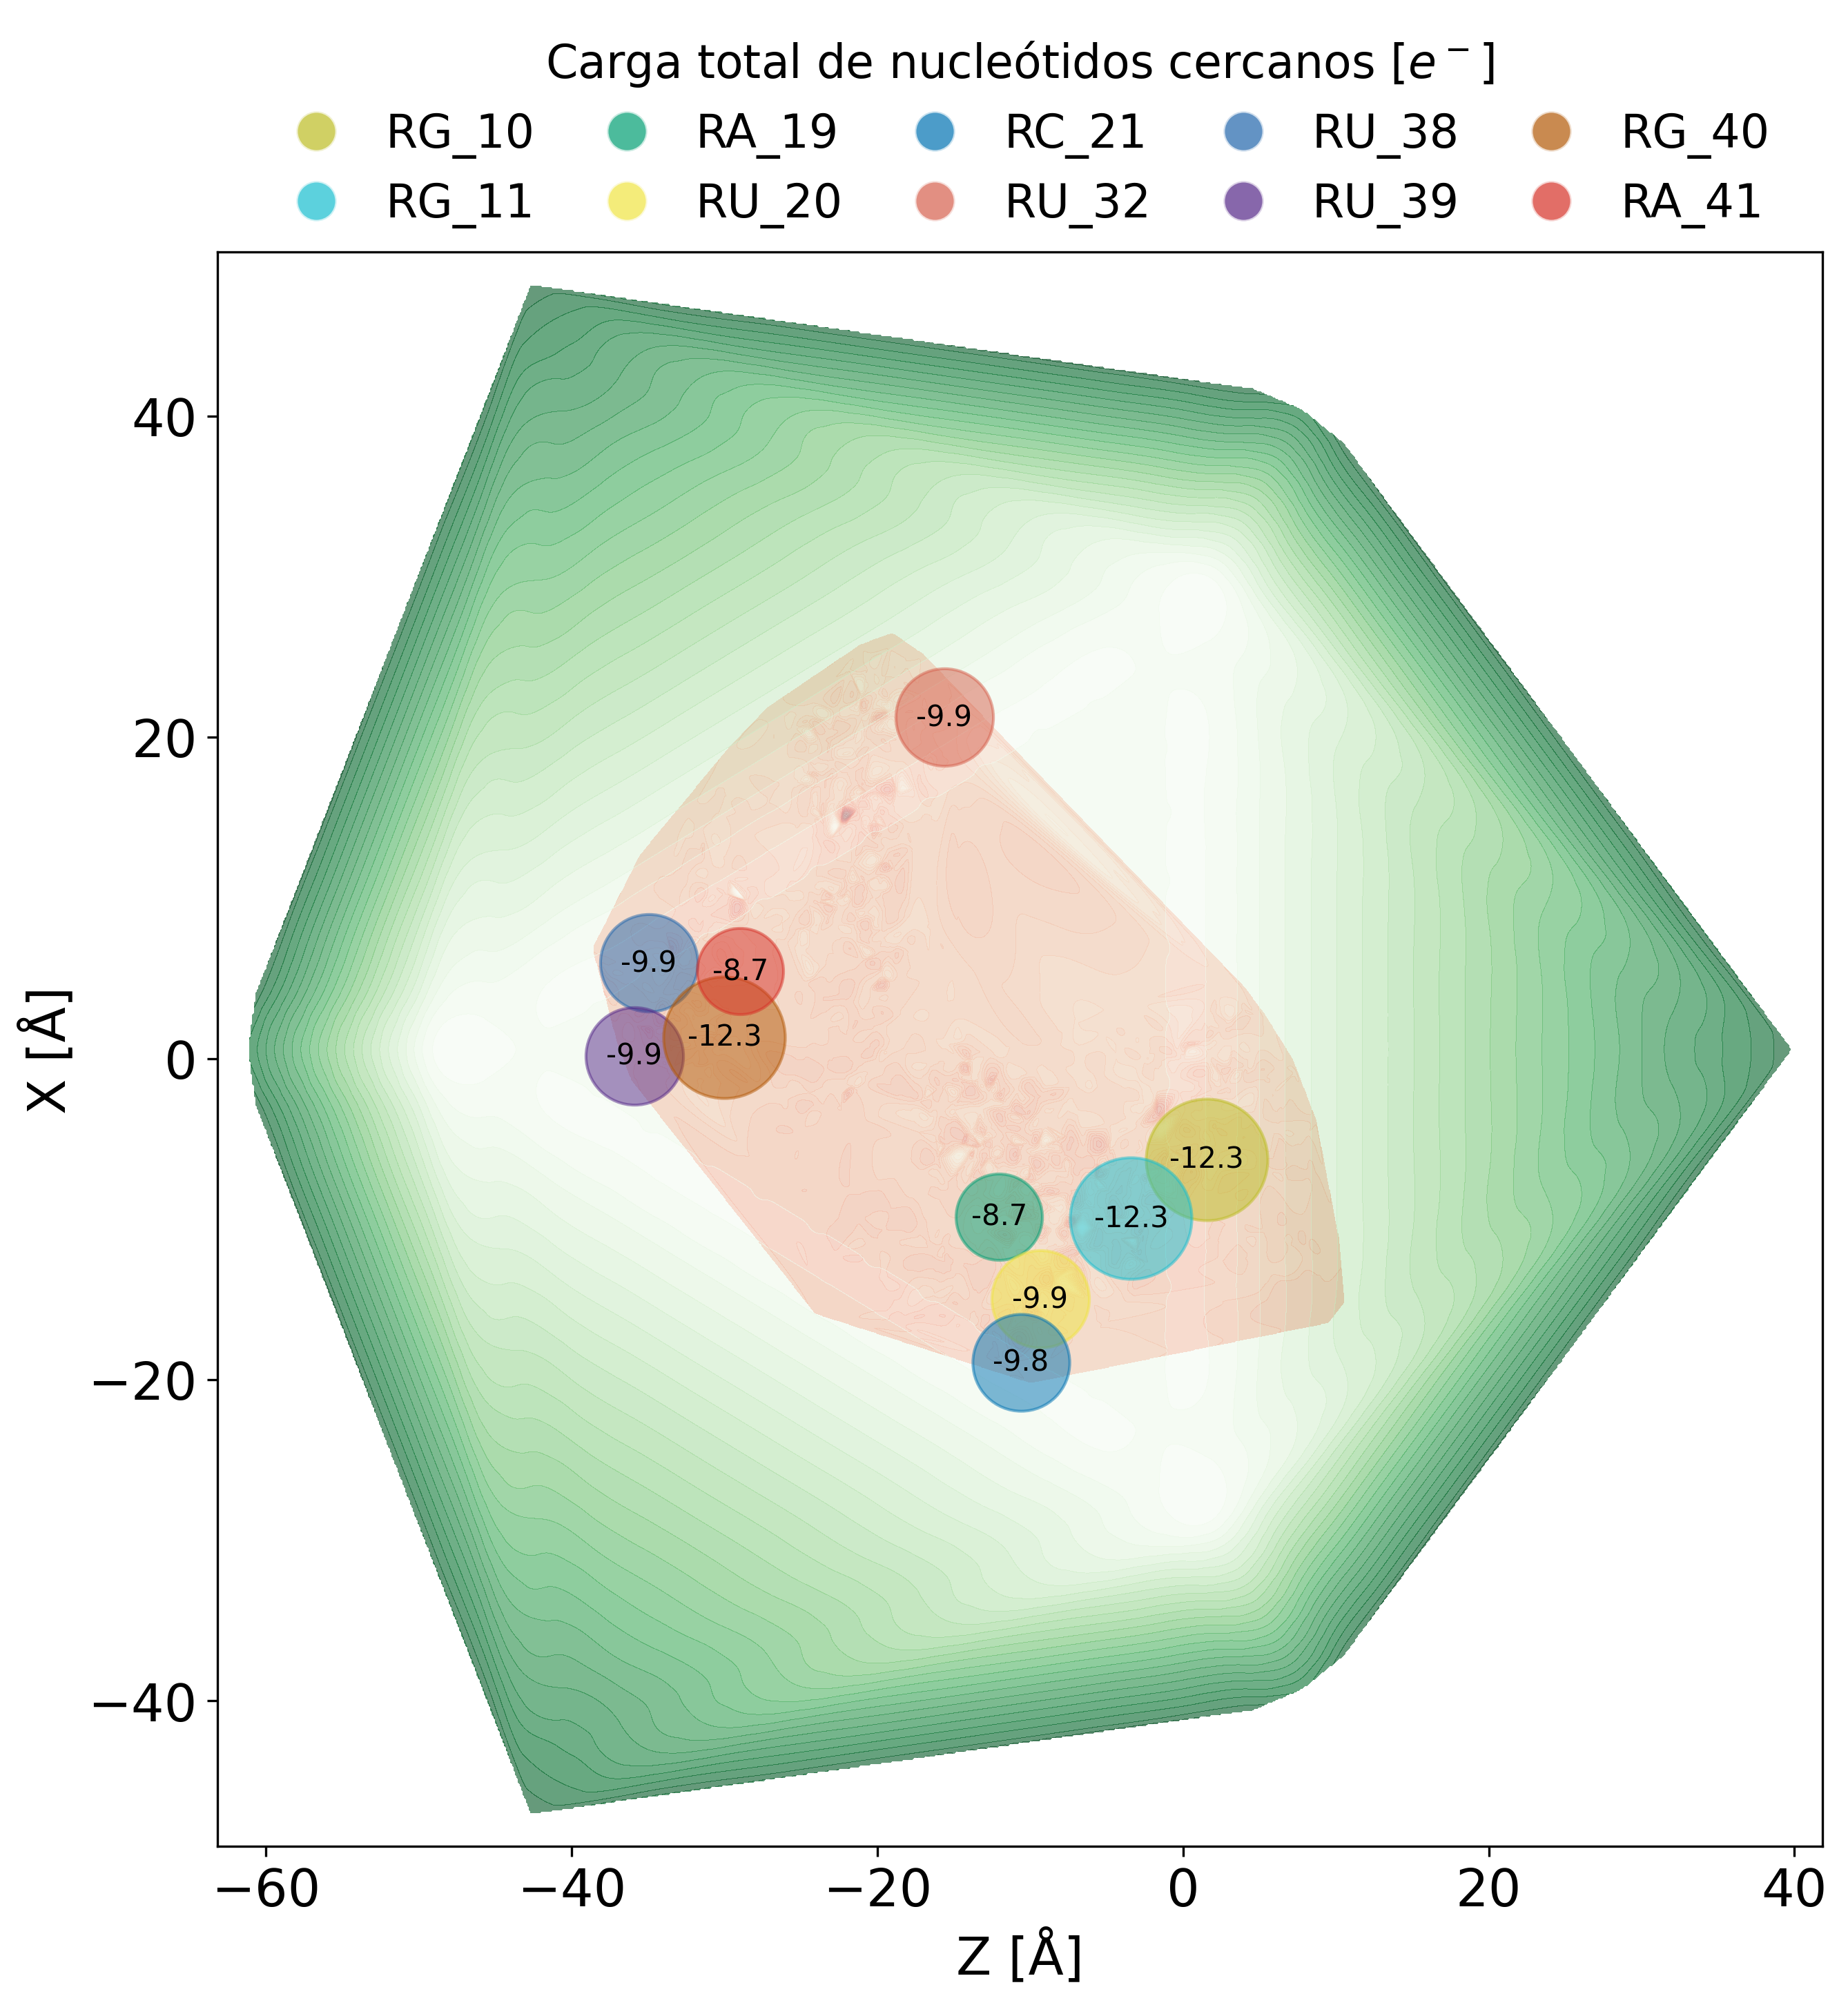 Carga total de nucleótidos cercanos [e⁻]
RG_10 RA_19 RC_21 RU_38 RG_40
RG_11 RU_20 RU_32 RU_39 RA_41
40
20
0
−20
−40
X [Å]
-9.9
-9.9
-8.7
-12.3
-9.9
-12.3
-8.7
-12.3
-9.9
-9.8
−60 −40 −20 0 20 40
Z [Å]